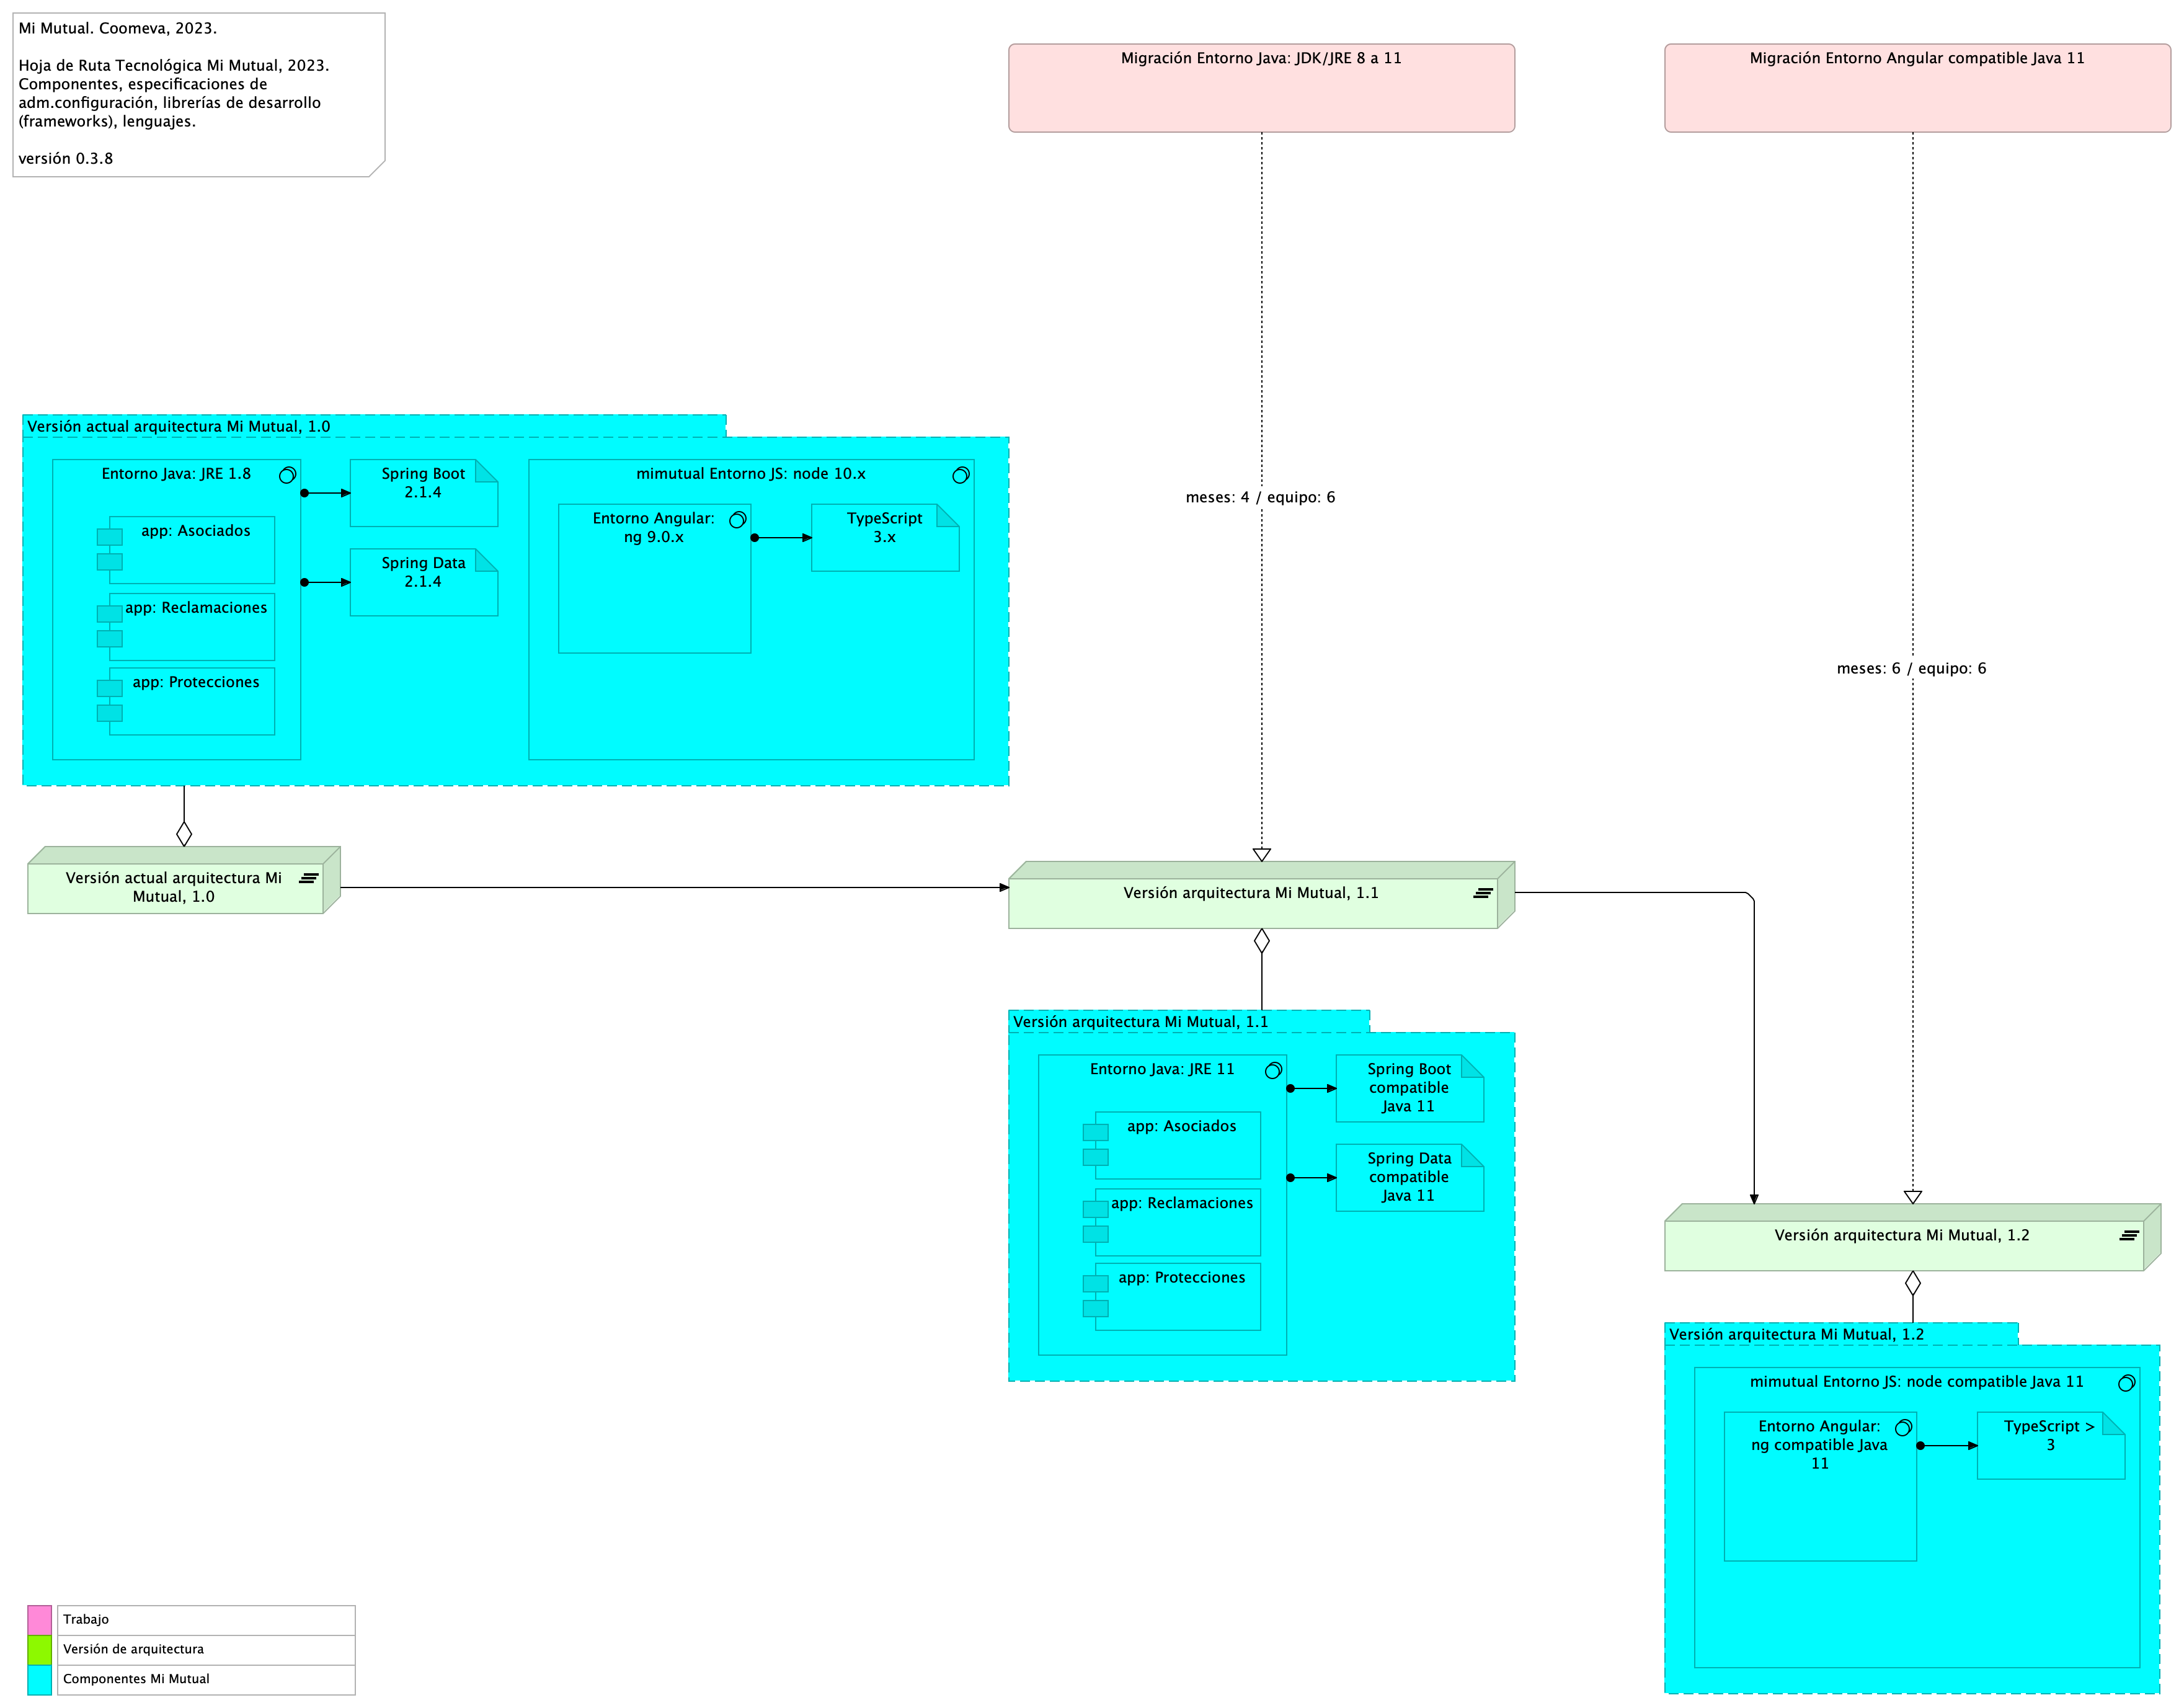 Mi Mutual. Coomeva, 2023.
Hoja de Ruta Tecnológica Mi Mutual, 2023.
Componentes, especificaciones de
adm.configuración, librerías de desarrollo
(frameworks), lenguajes.
versión 0.3.8
Migración Entorno Java: JDK/JRE 8 a 11
Migración Entorno Angular compatible Java 11
meses: 4 / equipo: 6
meses: 6 / equipo: 6
Versión actual arquitectura Mi Mutual, 1.0
Entorno Java: JRE 1.8
app: Asociados
app: Reclamaciones
app: Protecciones
Spring Boot
2.1.4
Spring Data
2.1.4
mimutual Entorno JS: node 10.x
Entorno Angular:
ng 9.0.x
TypeScript
3.x
Versión actual arquitectura Mi
Mutual, 1.0
Versión arquitectura Mi Mutual, 1.1
Versión arquitectura Mi Mutual, 1.1
Entorno Java: JRE 11
app: Asociados
app: Reclamaciones
app: Protecciones
Spring Boot
compatible
Java 11
Spring Data
compatible
Java 11
Versión arquitectura Mi Mutual, 1.2
Versión arquitectura Mi Mutual, 1.2
mimutual Entorno JS: node compatible Java 11
Entorno Angular:
ng compatible Java
11
TypeScript >
3
Trabajo
Versión de arquitectura
Componentes Mi Mutual